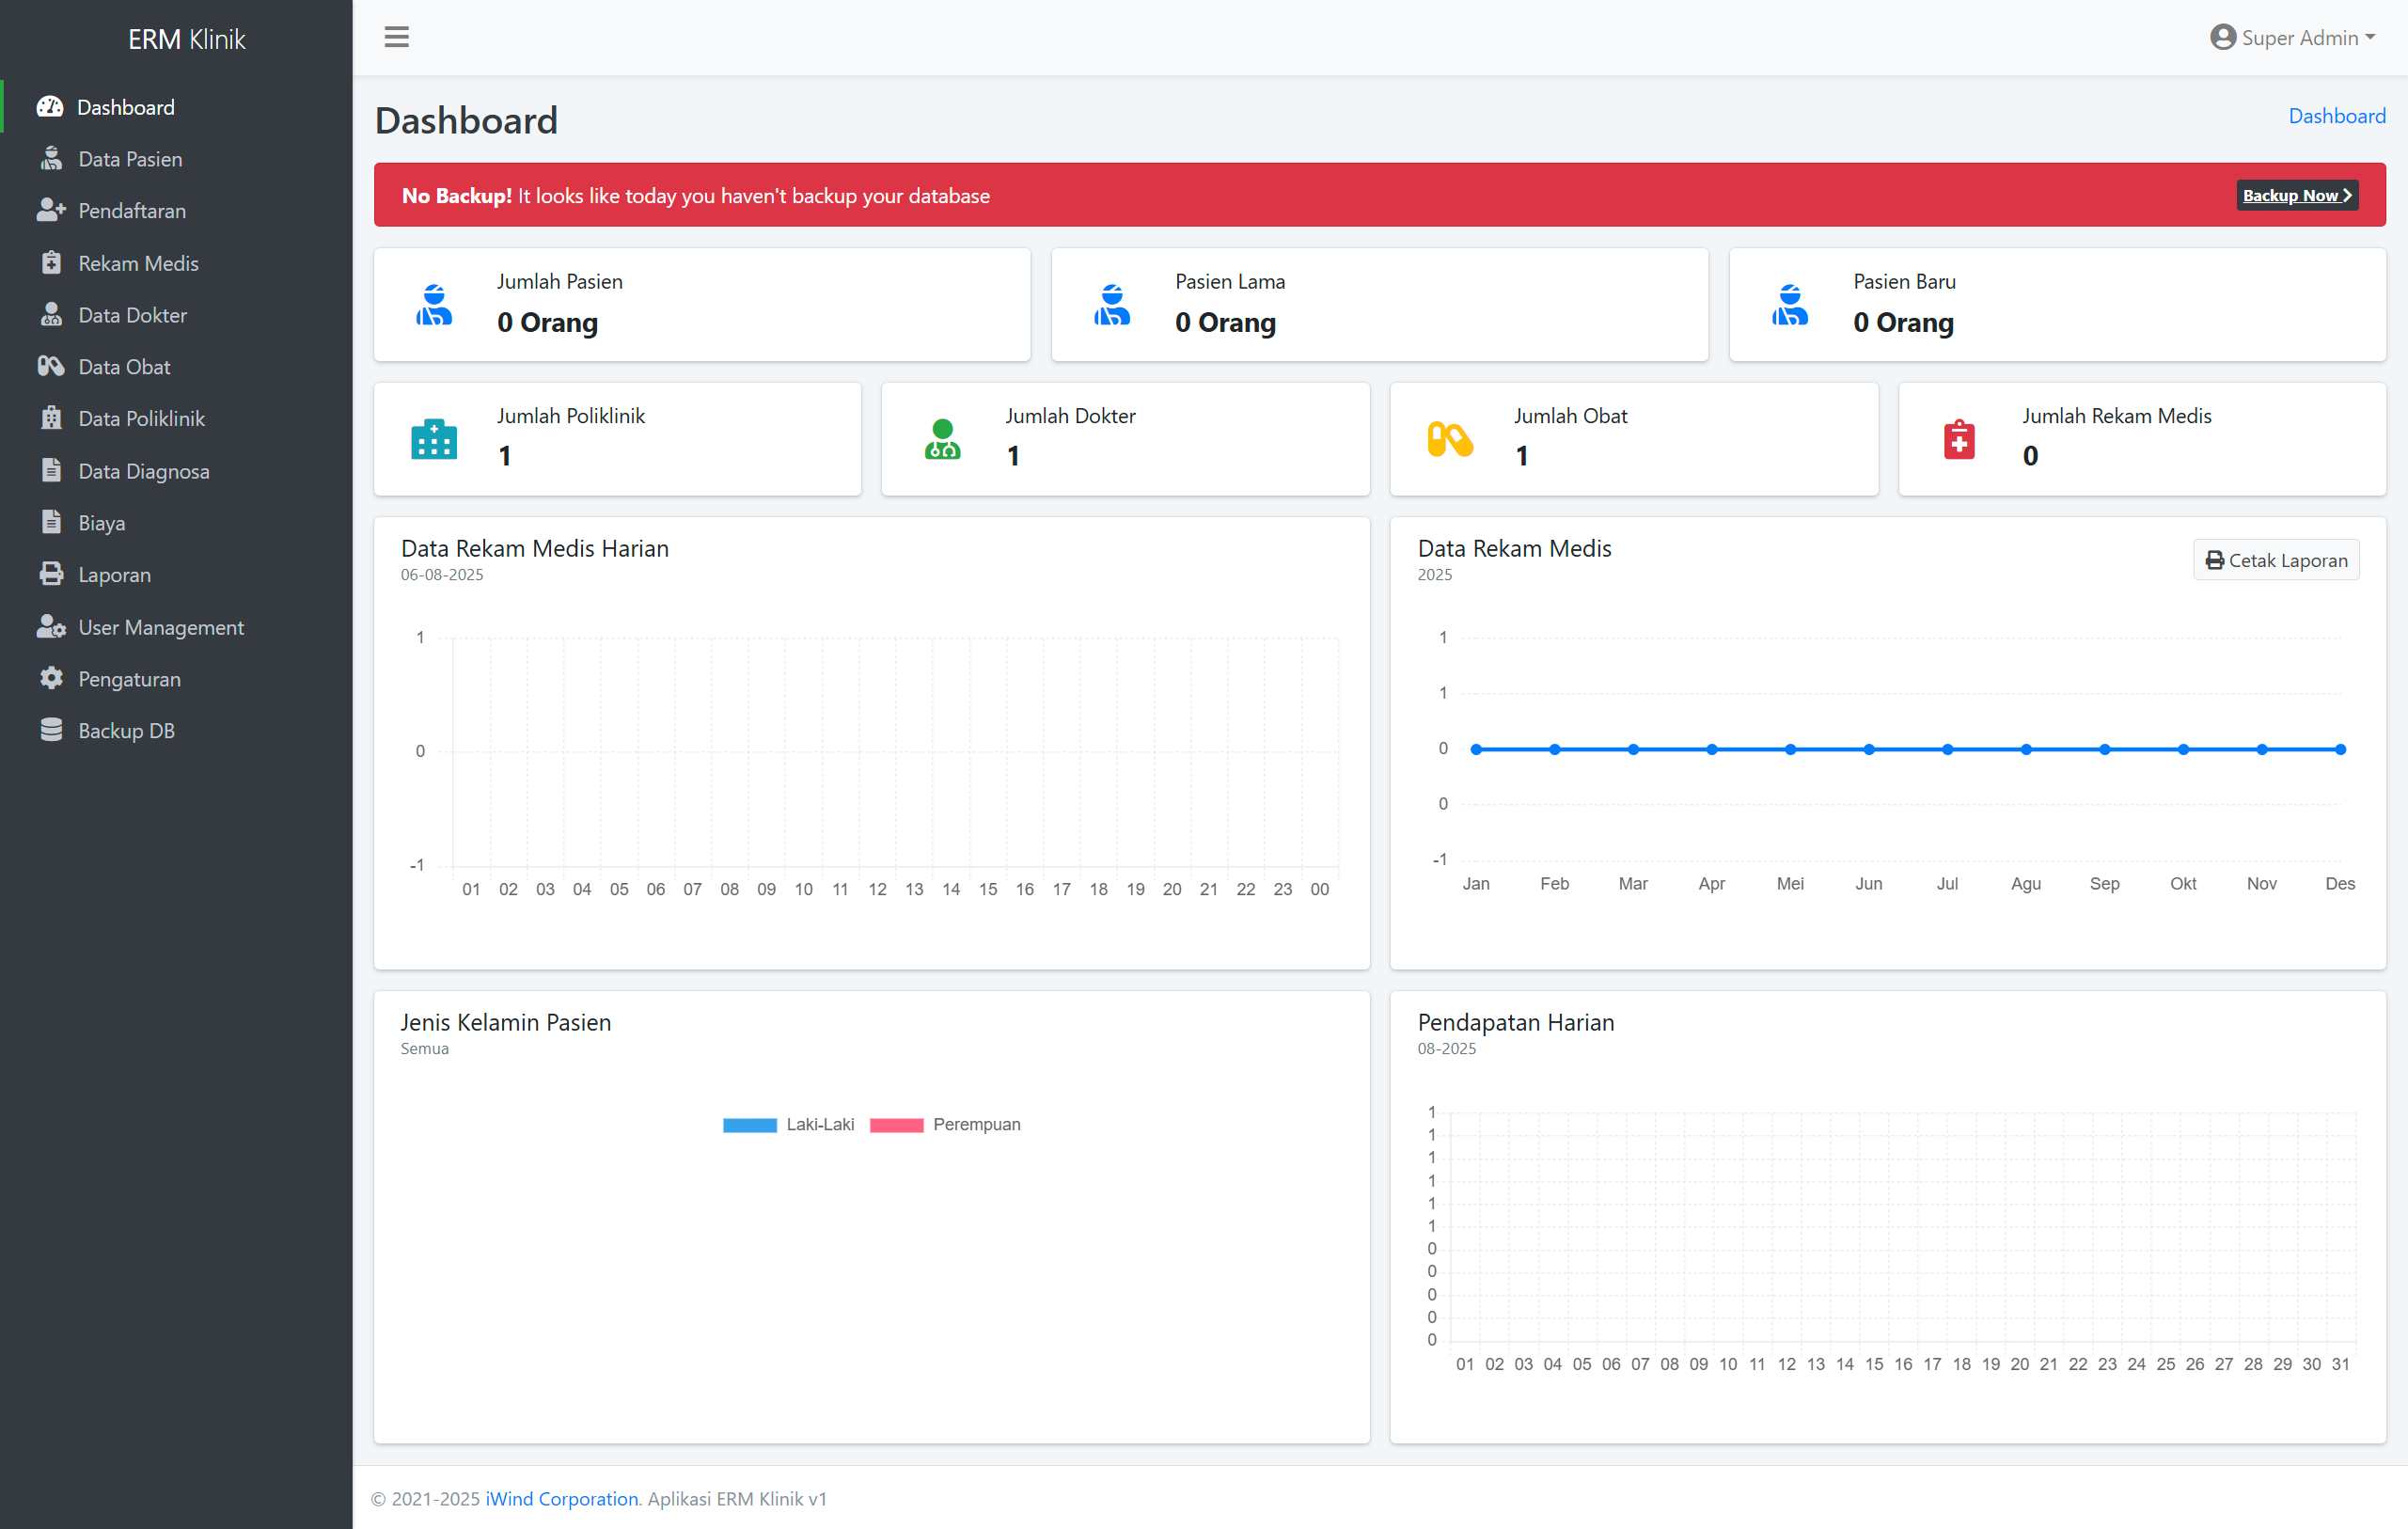 ERM Klinik
Super Admin
Dashboard
Data Pasien
Pendaftaran
Rekam Medis
Data Dokter
Data Obat
Data Poliklinik
Data Diagnosa
Biaya
Laporan
User Management
Pengaturan
Backup DB
Dashboard
Dashboard
No Backup! It looks like today you haven't backup your database
Backup Now
Jumlah Pasien
0 Orang
Pasien Lama
0 Orang
Pasien Baru
0 Orang
Jumlah Poliklinik
1
Jumlah Dokter
1
Jumlah Obat
1
Jumlah Rekam Medis
0
Data Rekam Medis Harian
06-08-2025
1
0
-1
01 02 03 04 05 06 07 08 09 10 11 12 13 14 15 16 17 18 19 20 21 22 23 00
Data Rekam Medis
2025
Cetak Laporan
1
1
0
0
-1
Jan Feb Mar Apr Mei Jun Jul Agu Sep Okt Nov Des
Jenis Kelamin Pasien
Semua
Laki-Laki Perempuan
Pendapatan Harian
08-2025
1
1
1
1
1
1
0
0
0
0
0
01 02 03 04 05 06 07 08 09 10 11 12 13 14 15 16 17 18 19 20 21 22 23 24 25 26 27 28 29 30 31
© 2021-2025 iWind Corporation. Aplikasi ERM Klinik v1